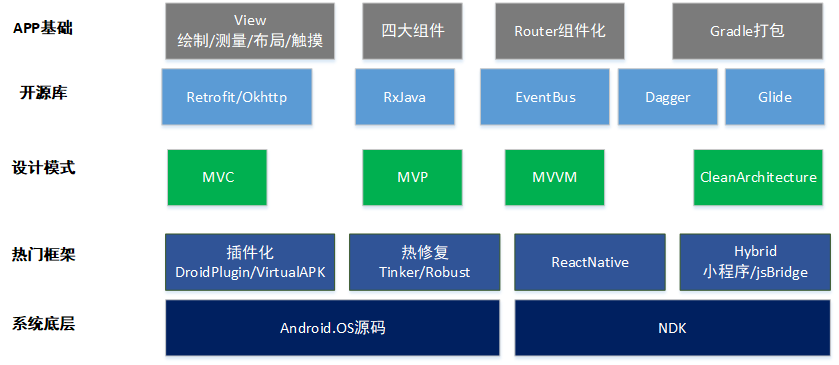 APP基础
View
绘制/测量/布局/触摸
四大组件
Router组件化
Gradle打包
开源库
Retrofit/Okhttp
RxJava
EventBus
Dagger
Glide
设计模式
MVC
MVP
MVVM
CleanArchitecture
热门框架
插件化
DroidPlugin/VirtualAPK
热修复
Tinker/Robust
ReactNative
Hybrid
小程序/jsBridge
系统底层
Android.OS源码
NDK